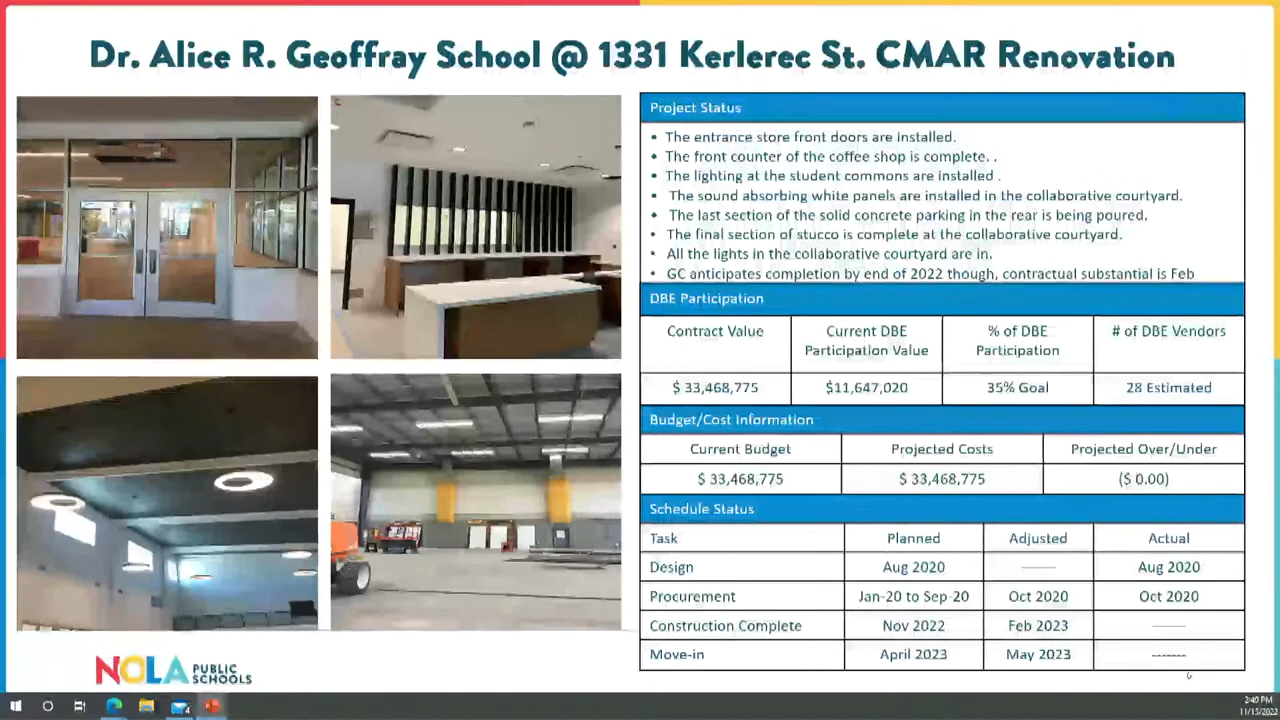 Dr. Alice R. Geoffray School @ 1331 Kerlerec St. CMAR Renovation
Project Status
• The entrance store front doors are installed.
• The front counter of the coffee shop is complete. .
• The lighting at the student commons are installed .
• The sound absorbing white panels are installed in the collaborative courtyard.
• The last section of the solid concrete parking in the rear is being poured.
• The final section of stucco is complete at the collaborative courtyard.
• All the lights in the collaborative courtyard are in.
• GC anticipates completion by end of 2022 though, contractual substantial is Feb
DBE Participation
Contract Value Current DBE Participation Value % of DBE Participation # of DBE Vendors
$ 33,468,775 $11,647,020 35% Goal 28 Estimated
Budget/Cost Information
Current Budget Projected Costs Projected Over/Under
$ 33,468,775 $ 33,468,775 ($ 0.00)
Schedule Status
Task Planned Adjusted Actual
Design Aug 2020 —— Aug 2020
Procurement Jan-20 to Sep-20 Oct 2020 Oct 2020
Construction Complete Nov 2022 Feb 2023 ——
Move-in April 2023 May 2023 -------
NOLA PUBLIC SCHOOLS
6
2:49 PM
11/15/2022